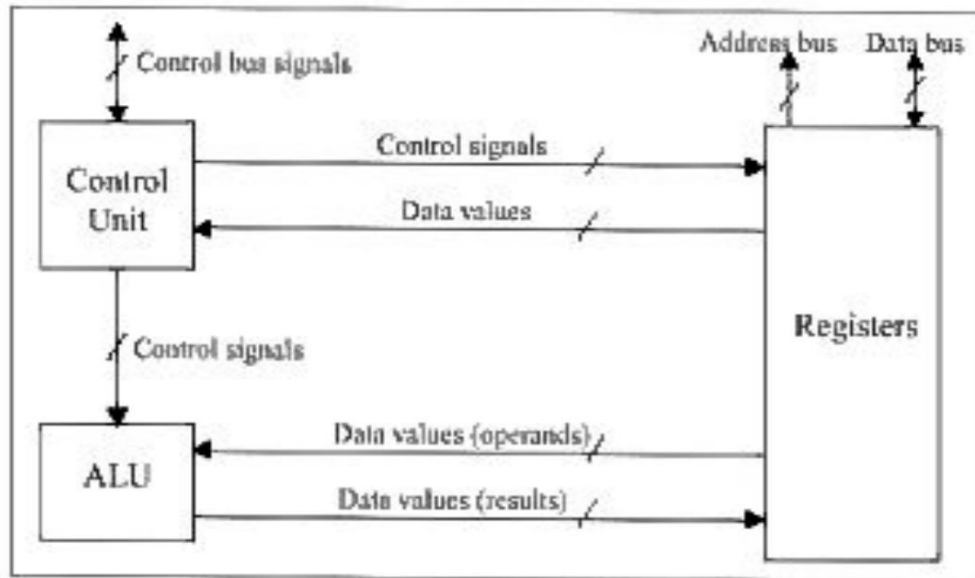 Address bus
Data bus
Control bus signals
Control signals
Control
Unit
Data values
Registers
Control signals
Data values (operands)
ALU
Data values (results)